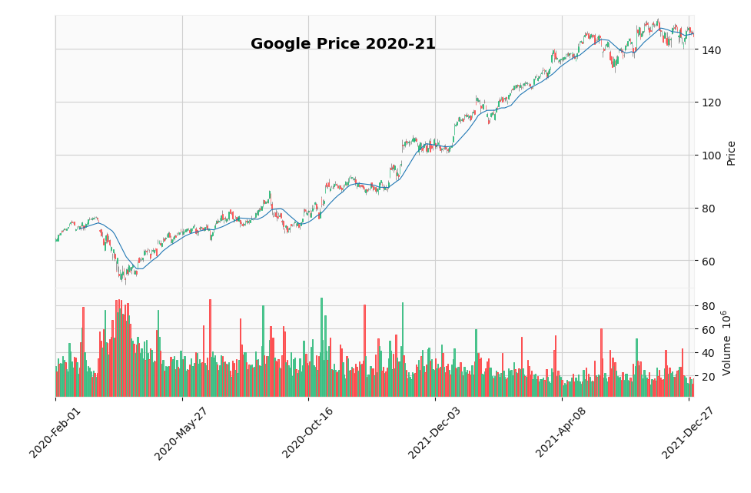 Google Price 2020-21
140
120
100
80
60
Price
80
60
40
20
Volume 10^6
2020-Feb-01
2020-May-27
2020-Oct-16
2021-Dec-03
2021-Apr-08
2021-Dec-27